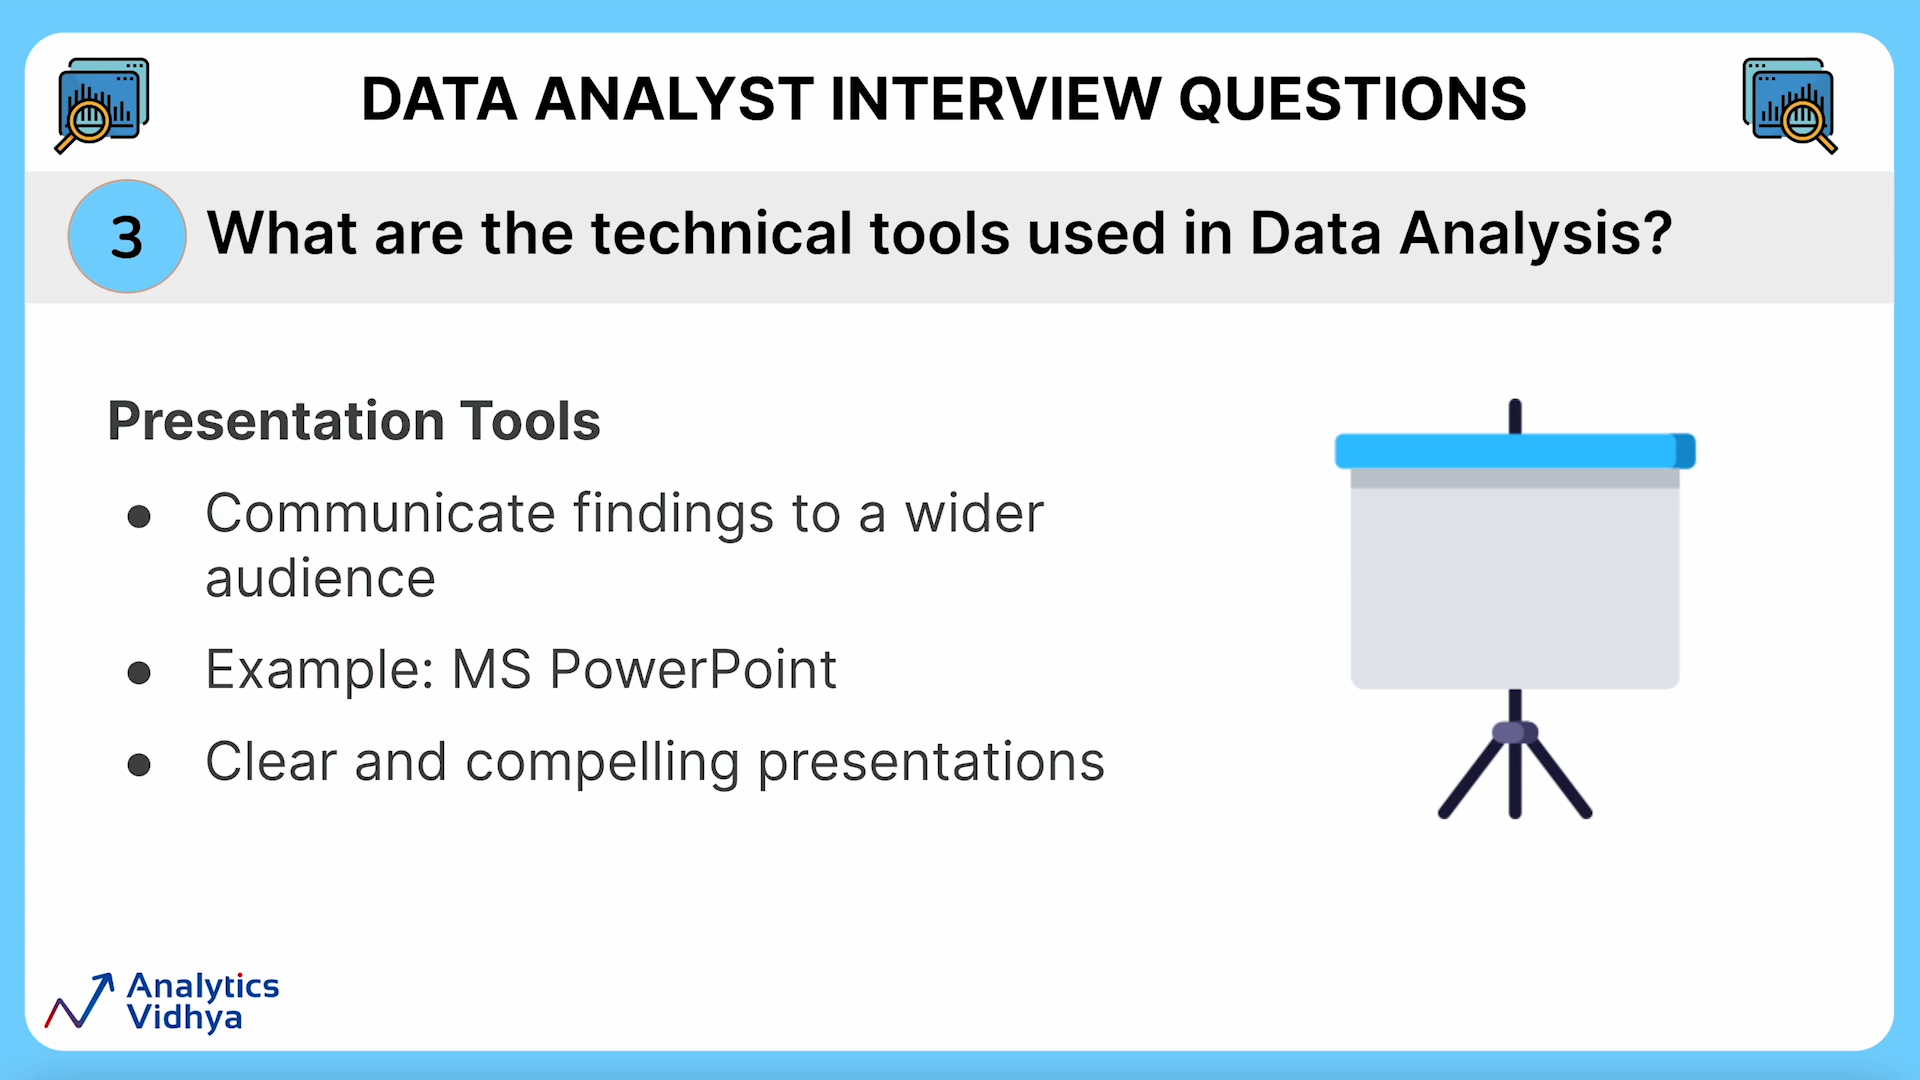 DATA ANALYST INTERVIEW QUESTIONS
3 What are the technical tools used in Data Analysis?
Presentation Tools
● Communicate findings to a wider
audience
● Example: MS PowerPoint
● Clear and compelling presentations
Analytics
Vidhya